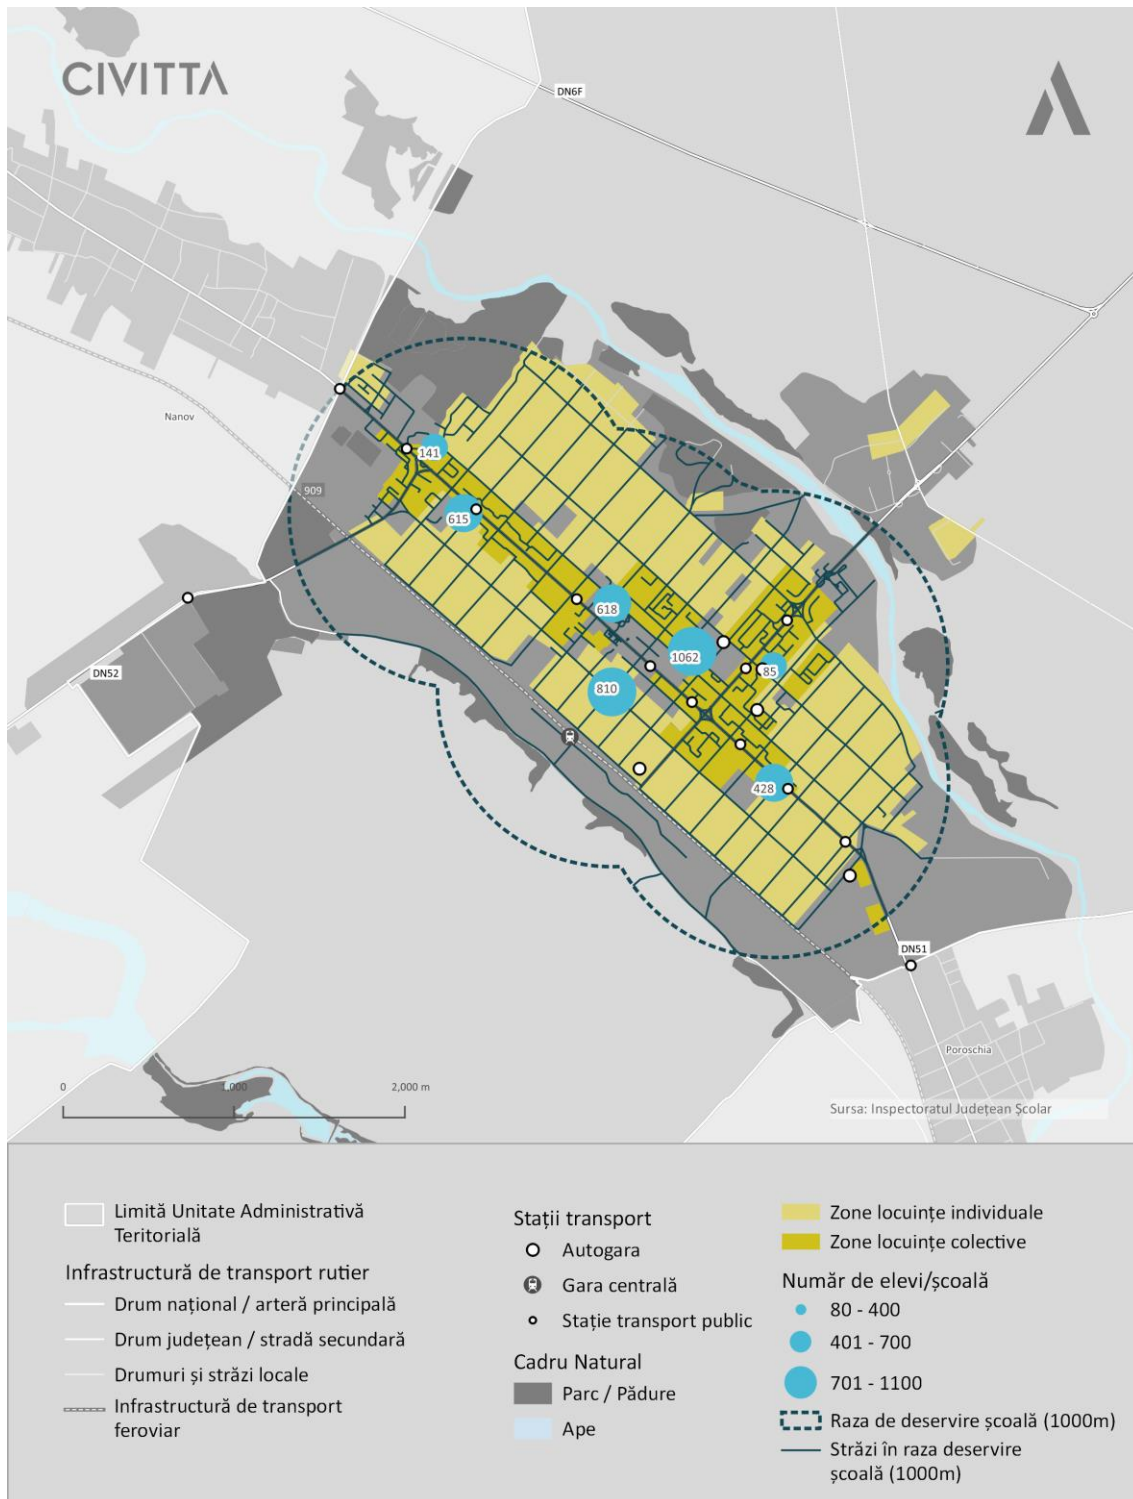 CIVITTA
DN6F
Nanov
141
909
615
618
1062
85
810
DN52
428
DN51
Poroschia
0
1,000
2,000 m
Sursa: Inspectoratul Județean Școlar
Limită Unitate Administrativă
Teritorială
Infrastructură de transport rutier
Drum național / arteră principală
Drum județean / stradă secundară
Drumuri și străzi locale
Infrastructură de transport
feroviar
Stații transport
Autogara
Gara centrală
Stație transport public
Cadru Natural
Parc / Pădure
Ape
Zone locuințe individuale
Zone locuințe colective
Număr de elevi/școală
80 - 400
401 - 700
701 - 1100
Raza de deservire școală (1000m)
Străzi în raza deservire
școală (1000m)